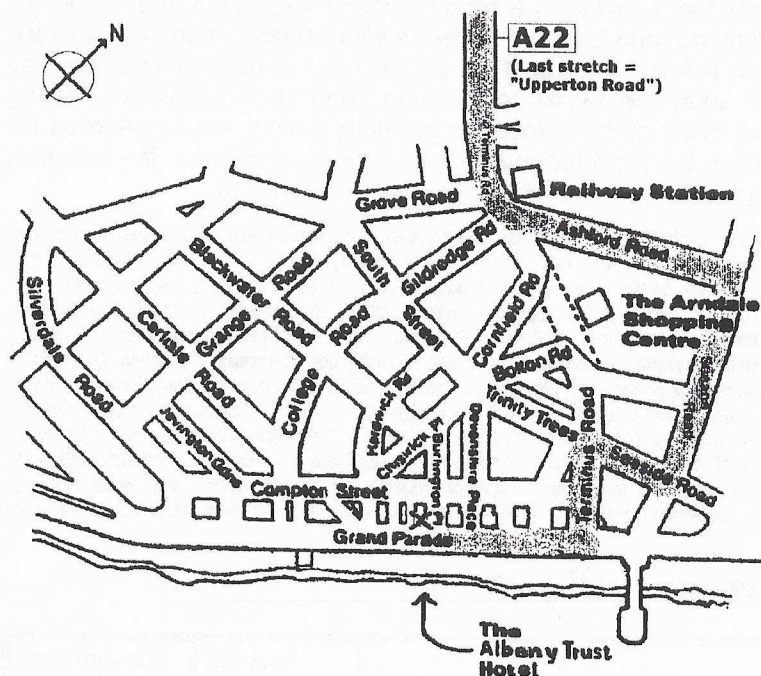 N
A22
(Last stretch =
"Upperton Road")
Terminus Rd
Railway Station
Grove Road
Ashford Road
South
Street
Gildredge Rd
Blackwater Road
Grange Road
College Road
Silverdale
Road
Carlisle Road
Cornfield Rd
The Arndale
Shopping
Centre
Bolton Rd
Trinity Trees
Terminus Road
Seaside Road
Road
Jevington Gdns
Hardwick Rd
Chiswick
Burlington
Devonshire Place
Compton Street
Grand Parade
The
Albany Trust
Hotel